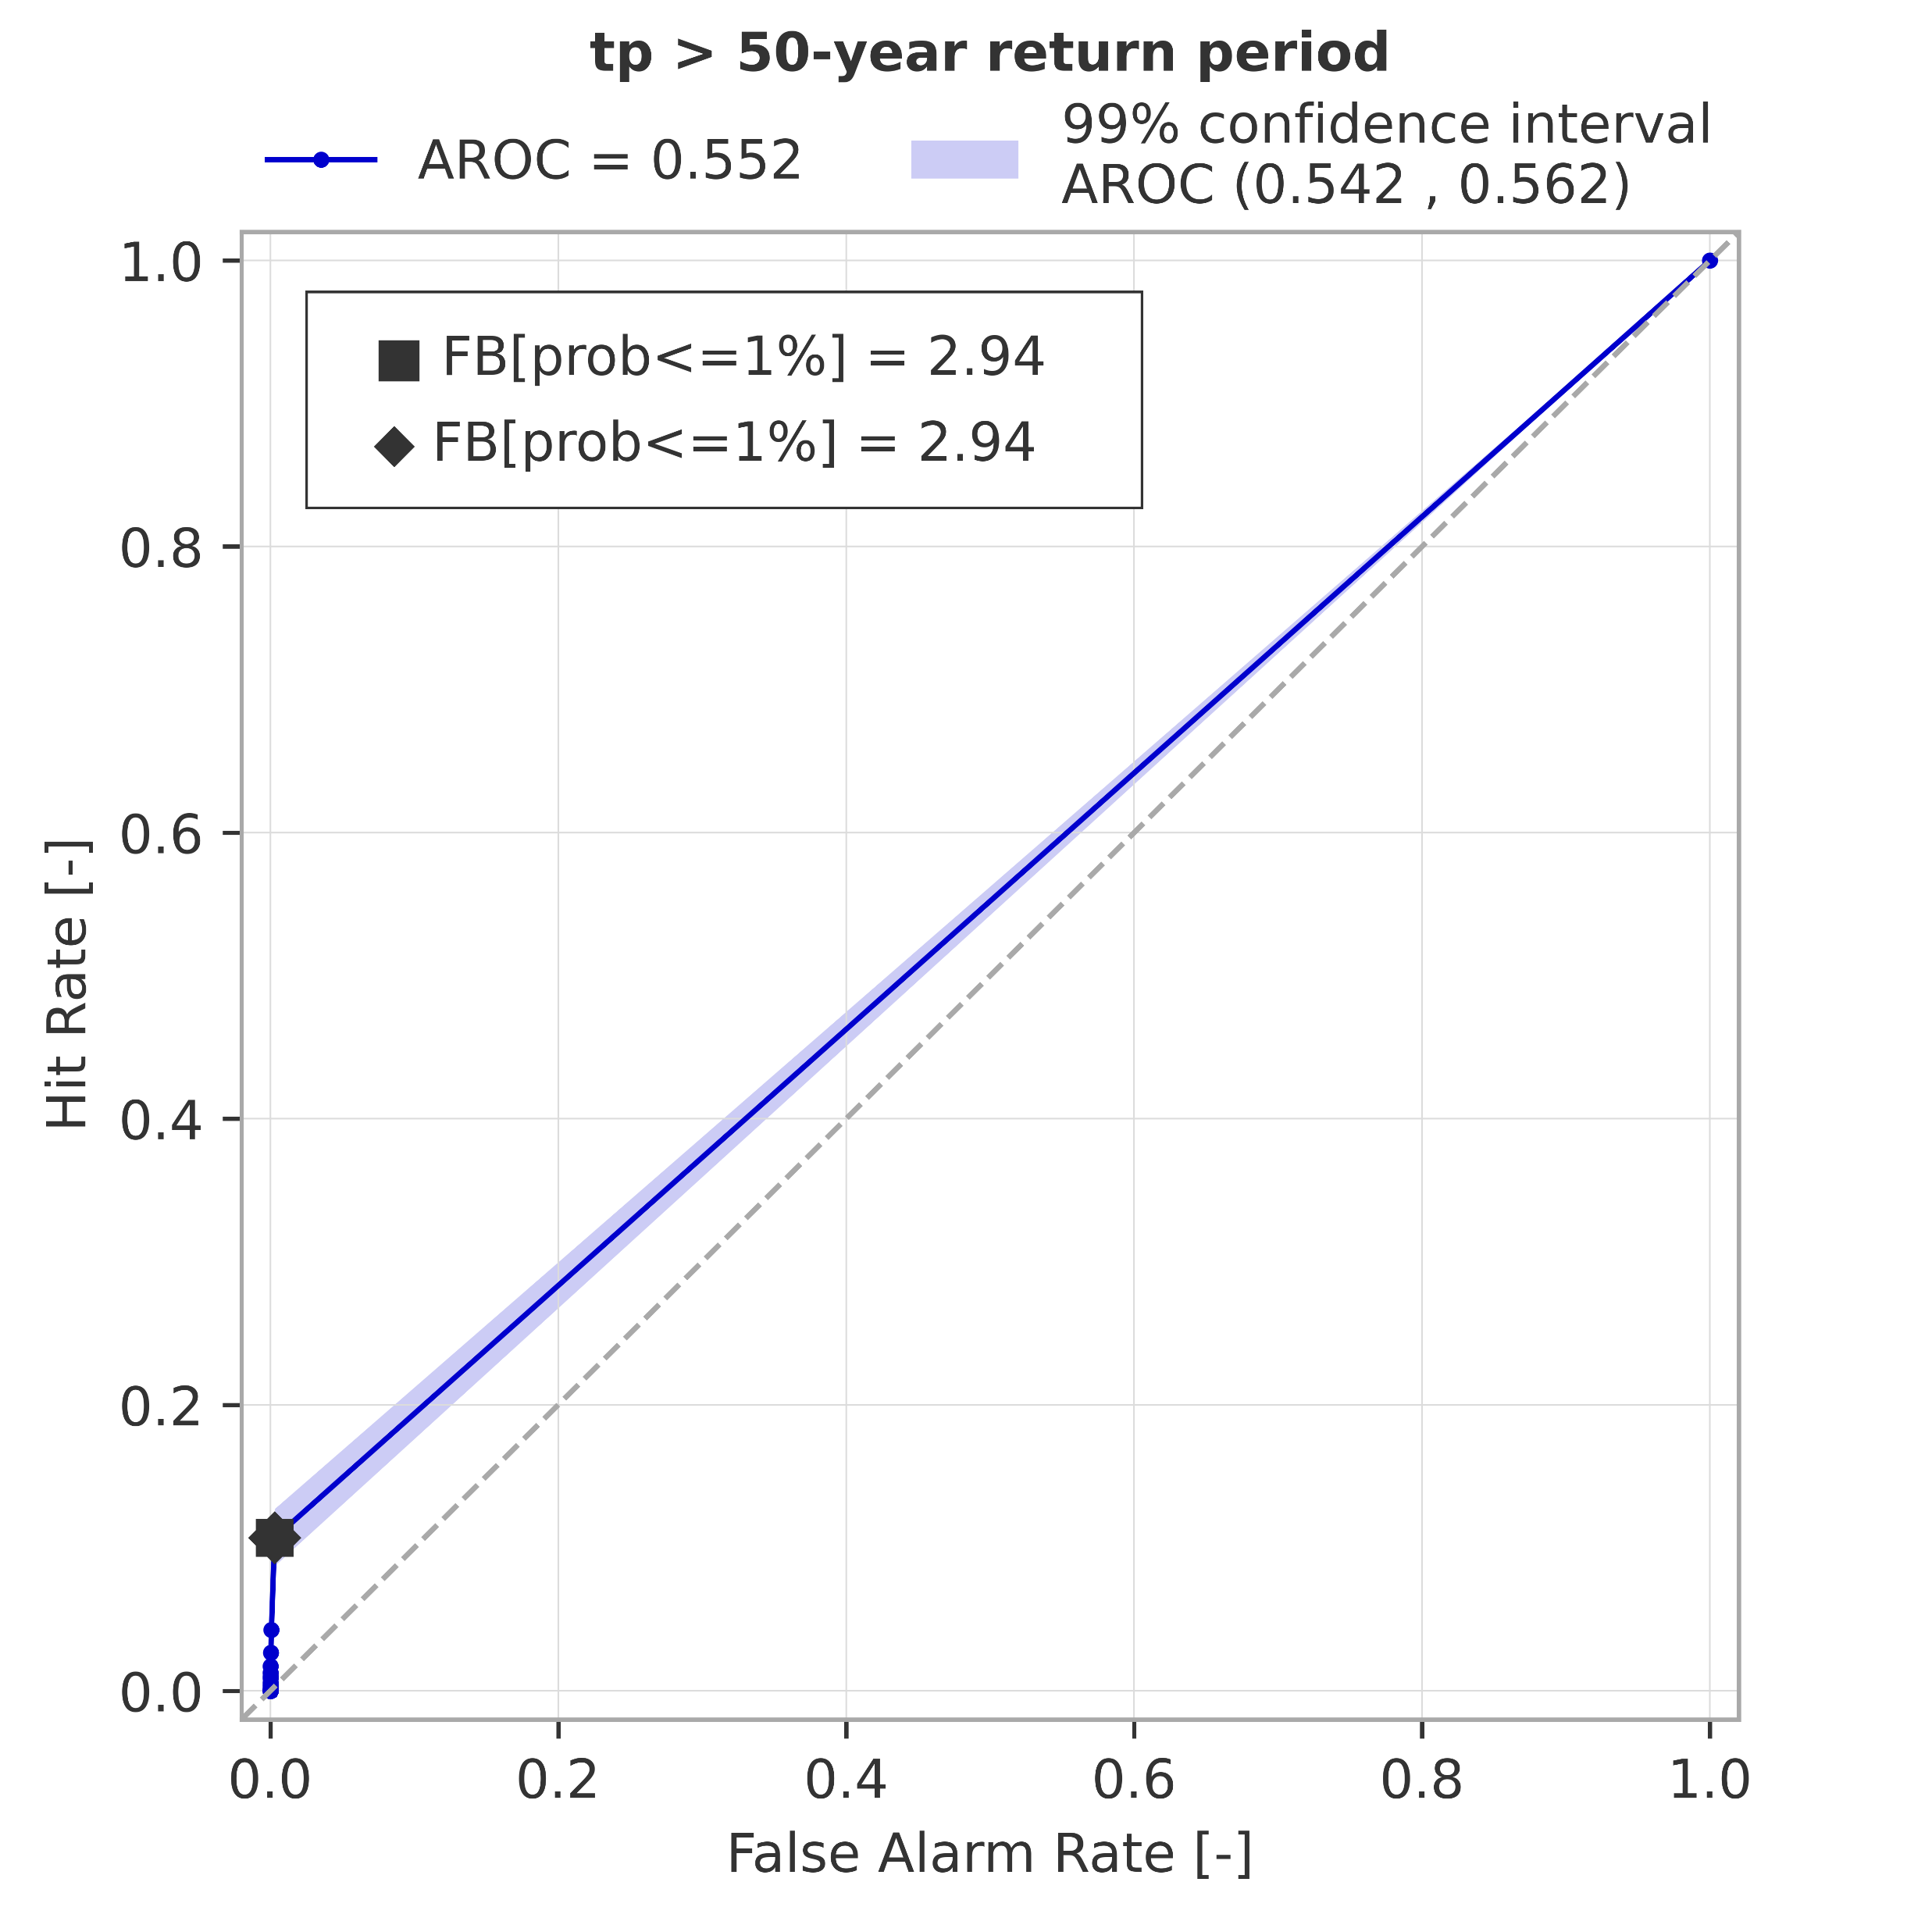 tp > 50-year return period
AROC = 0.552
99% confidence interval
AROC (0.542 , 0.562)
1.0
FB[prob<=1%] = 2.94
FB[prob<=1%] = 2.94
0.8
0.6
0.4
0.2
0.0
Hit Rate [-]
0.0 0.2 0.4 0.6 0.8 1.0
False Alarm Rate [-]